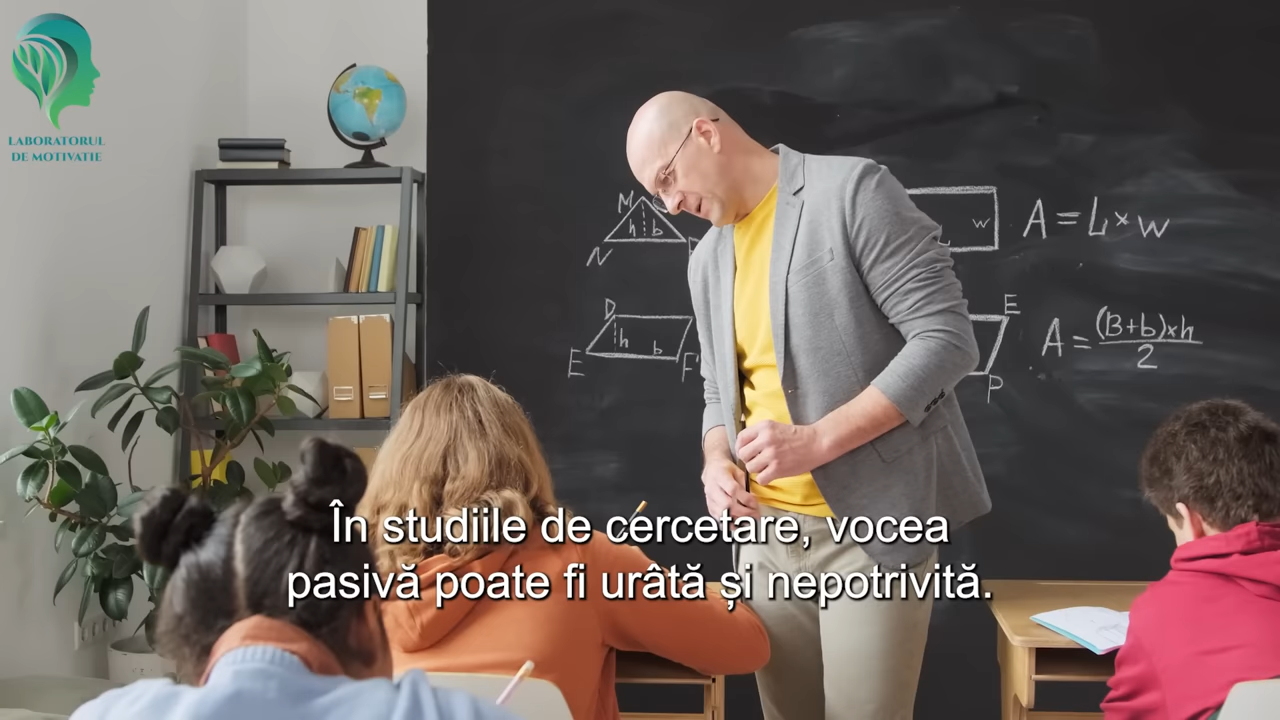 LABORATORUL
DE MOTIVATIE
M
h b
N
w
A = L × w
D
h b
E F
E
P
A = (B+b)×h
2
În studiile de cercetare, vocea
pasivă poate fi urâtă și nepotrivită.